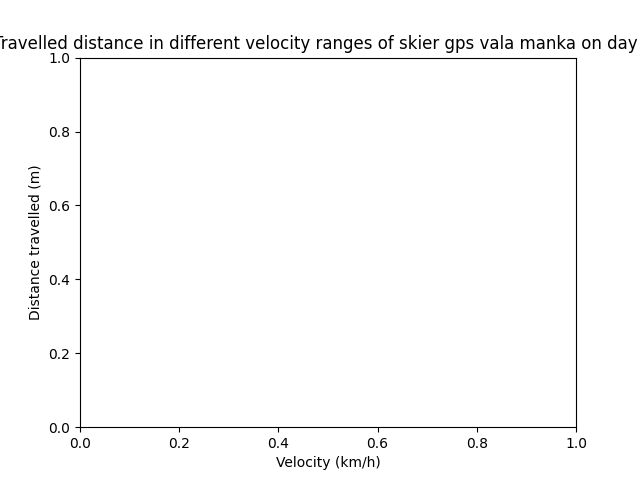 Travelled distance in different velocity ranges of skier gps vala manka on day
1.0
0.8
0.6
0.4
0.2
0.0
0.0 0.2 0.4 0.6 0.8 1.0
Distance travelled (m)
Velocity (km/h)